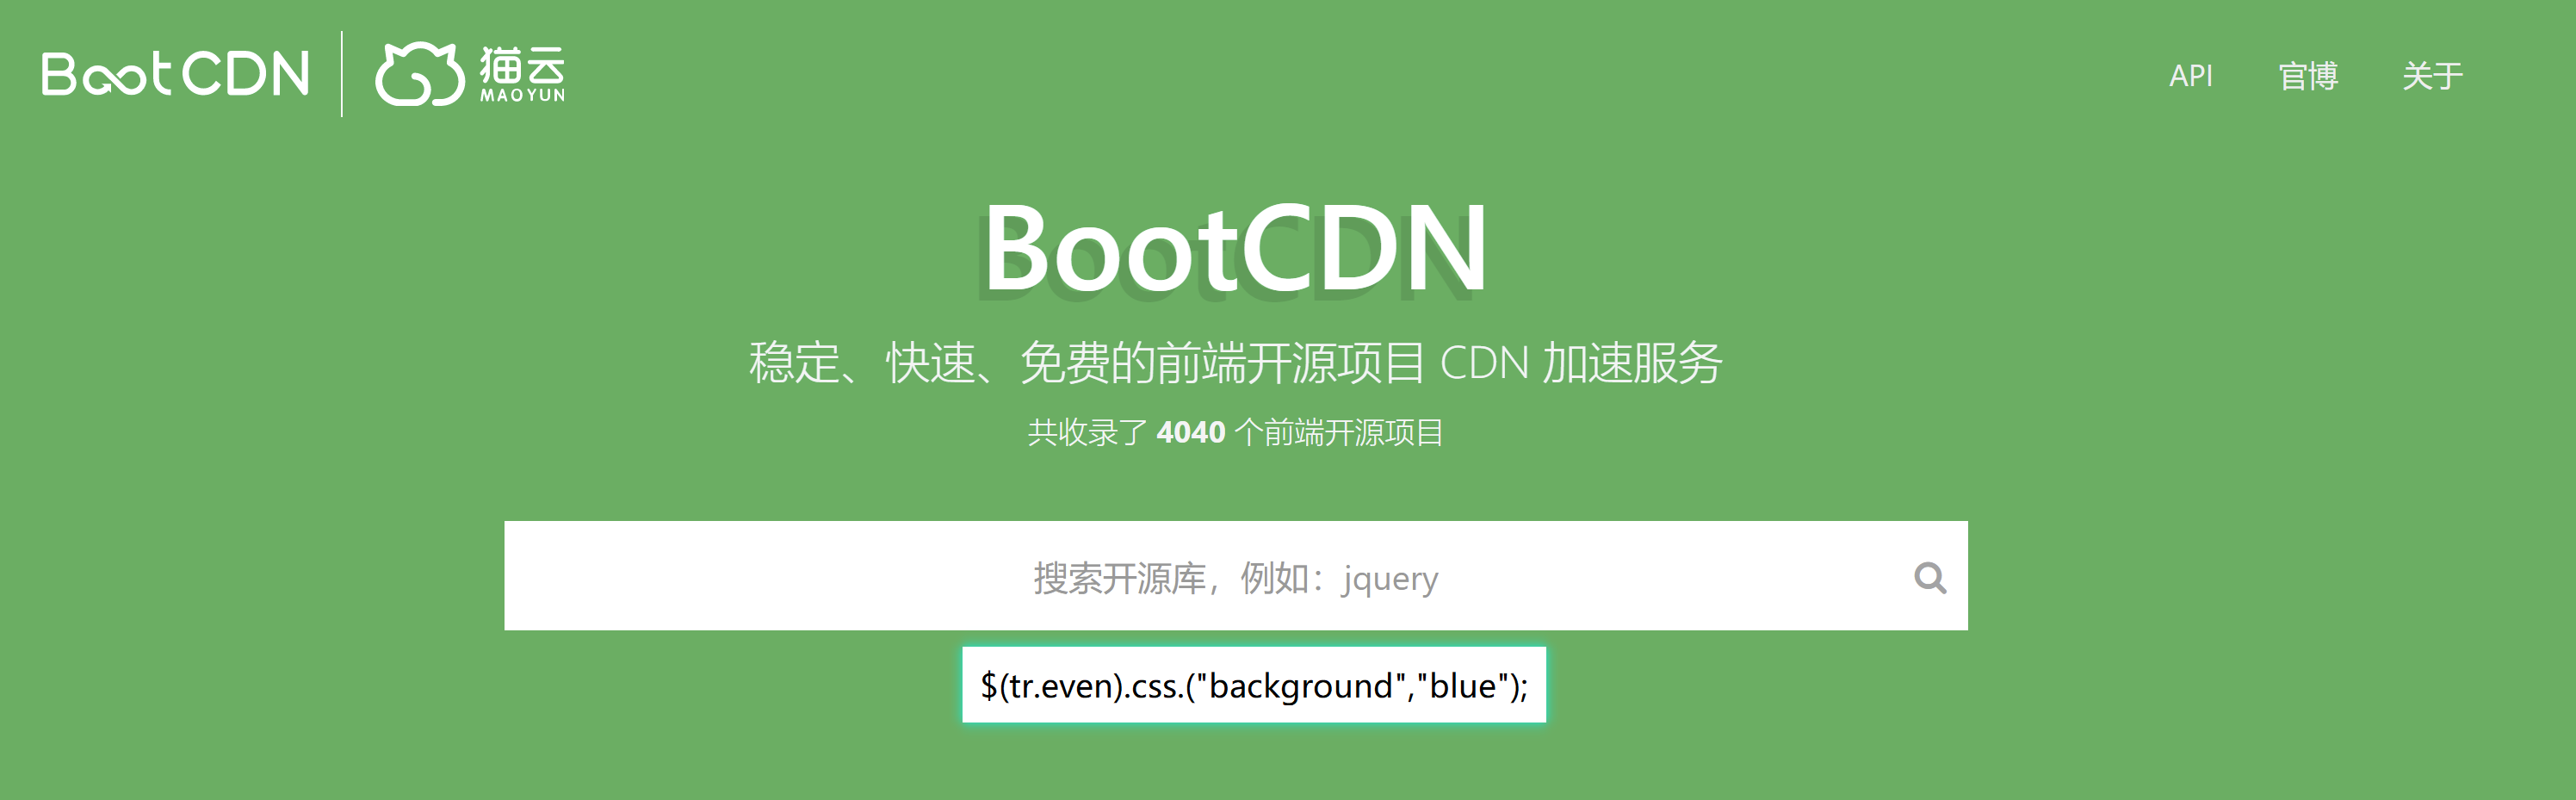 BootCDN
猫云
MAOYUN
API 官博 关于
BootCDN
稳定、快速、免费的前端开源项目 CDN 加速服务
共收录了 4040 个前端开源项目
搜索开源库，例如：jquery
$(tr.even).css.("background","blue");